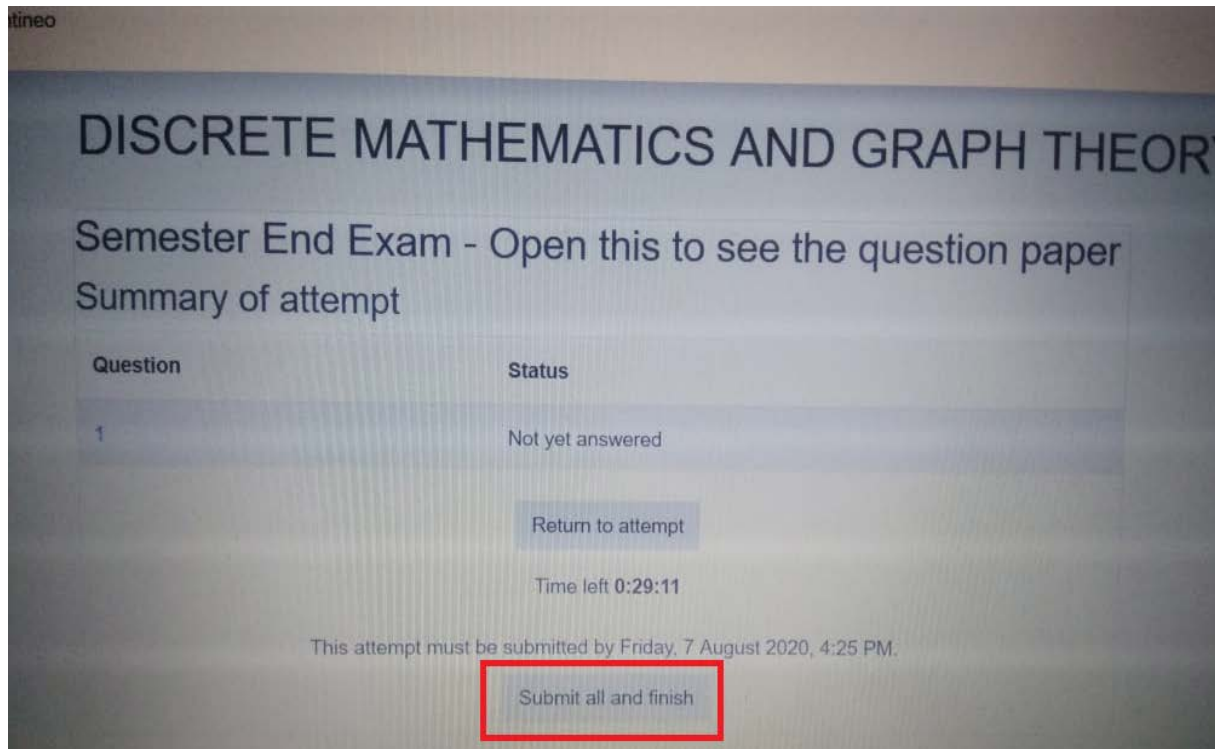 tineo
DISCRETE MATHEMATICS AND GRAPH THEORY
Semester End Exam - Open this to see the question paper
Summary of attempt
Question Status
1 Not yet answered
Return to attempt
Time left 0:29:11
This attempt must be submitted by Friday, 7 August 2020, 4:25 PM.
Submit all and finish